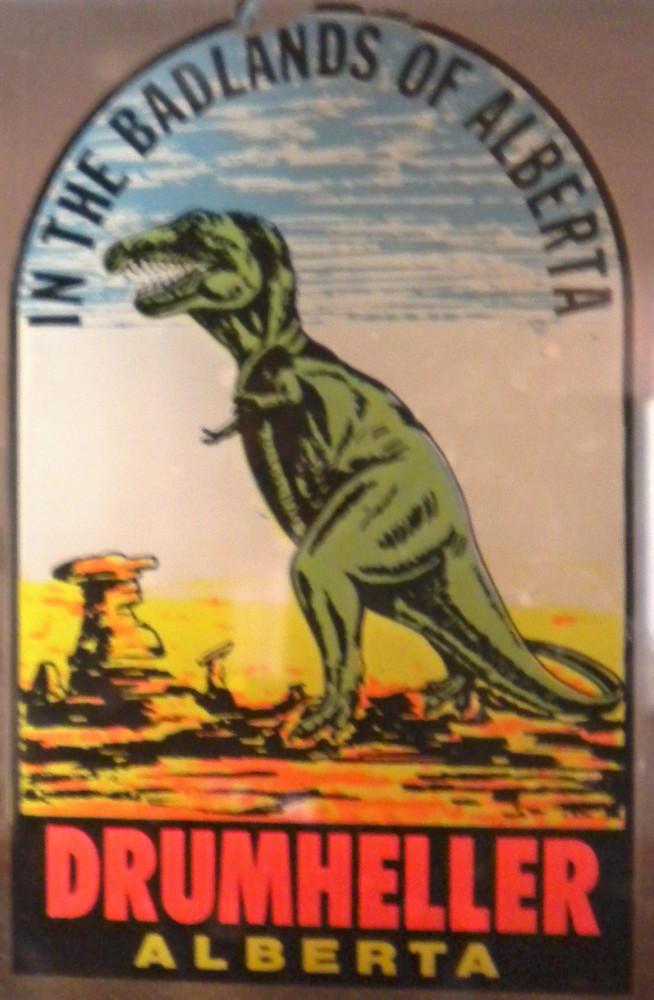 IN THE BADLANDS OF ALBERTA
DRUMHELLER
ALBERTA